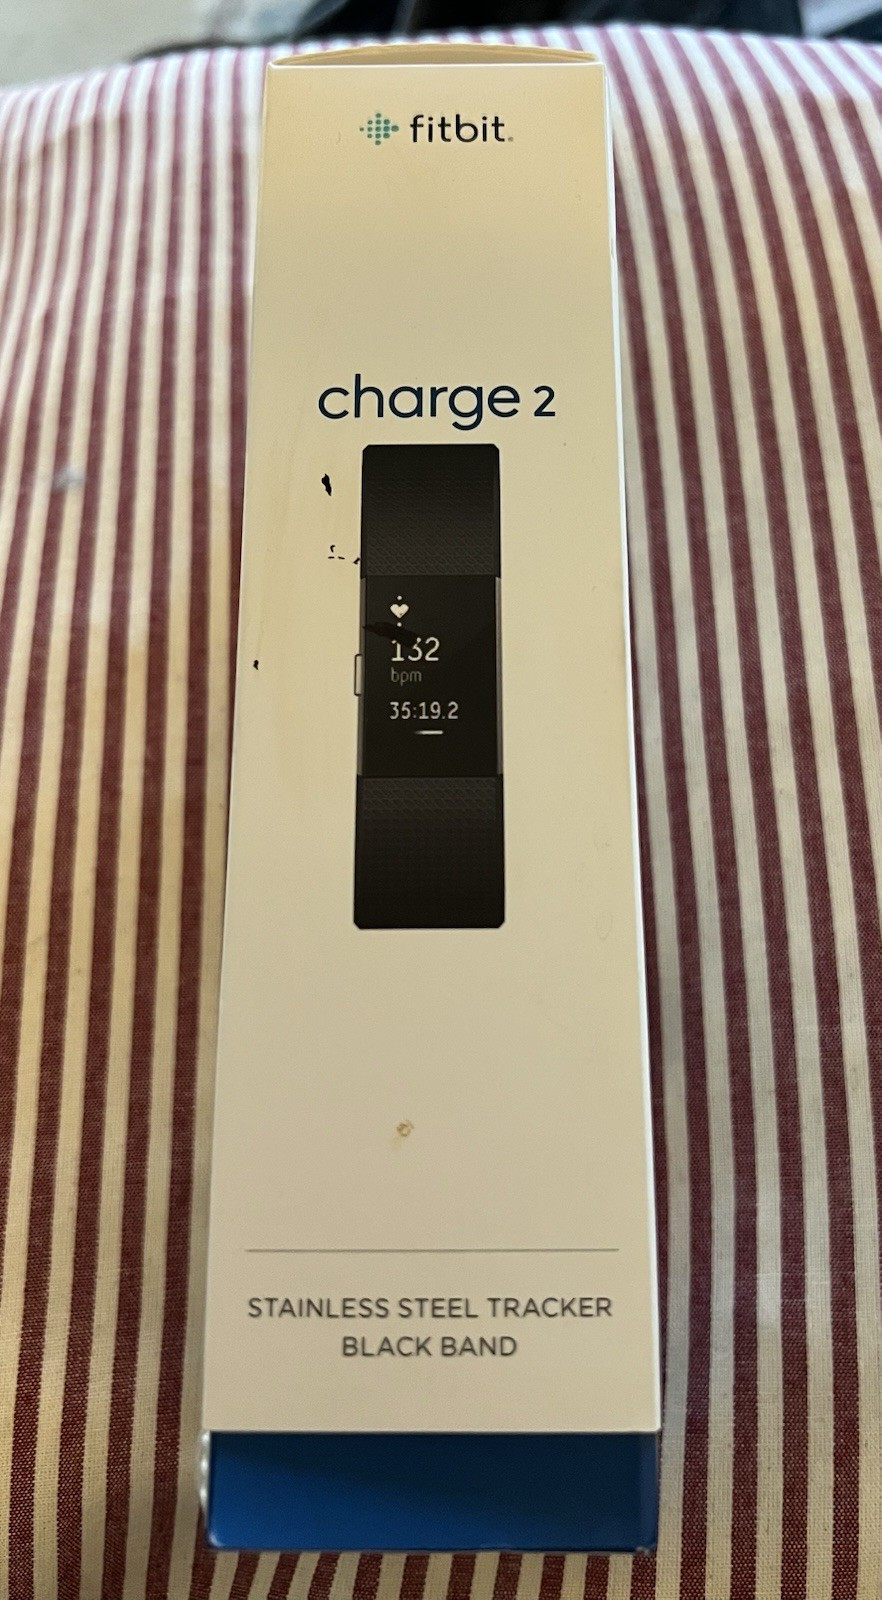 fitbit.
charge 2
132
bpm
35:19.2
STAINLESS STEEL TRACKER
BLACK BAND